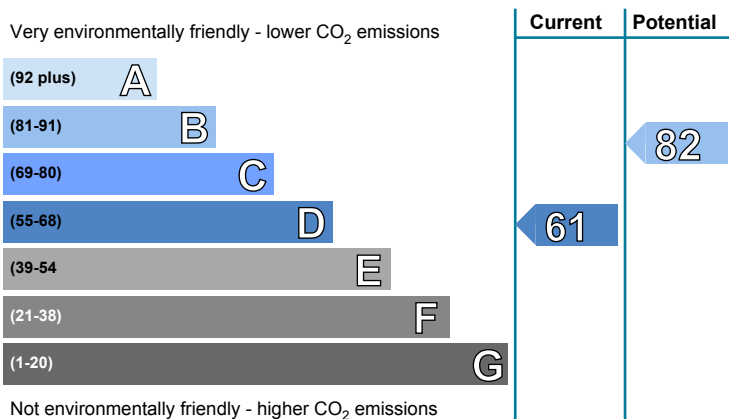 Very environmentally friendly - lower CO₂ emissions
Current
Potential
(92 plus) A
(81-91) B
82
(69-80) C
(55-68) D
61
(39-54 E
(21-38) F
(1-20) G
Not environmentally friendly - higher CO₂ emissions